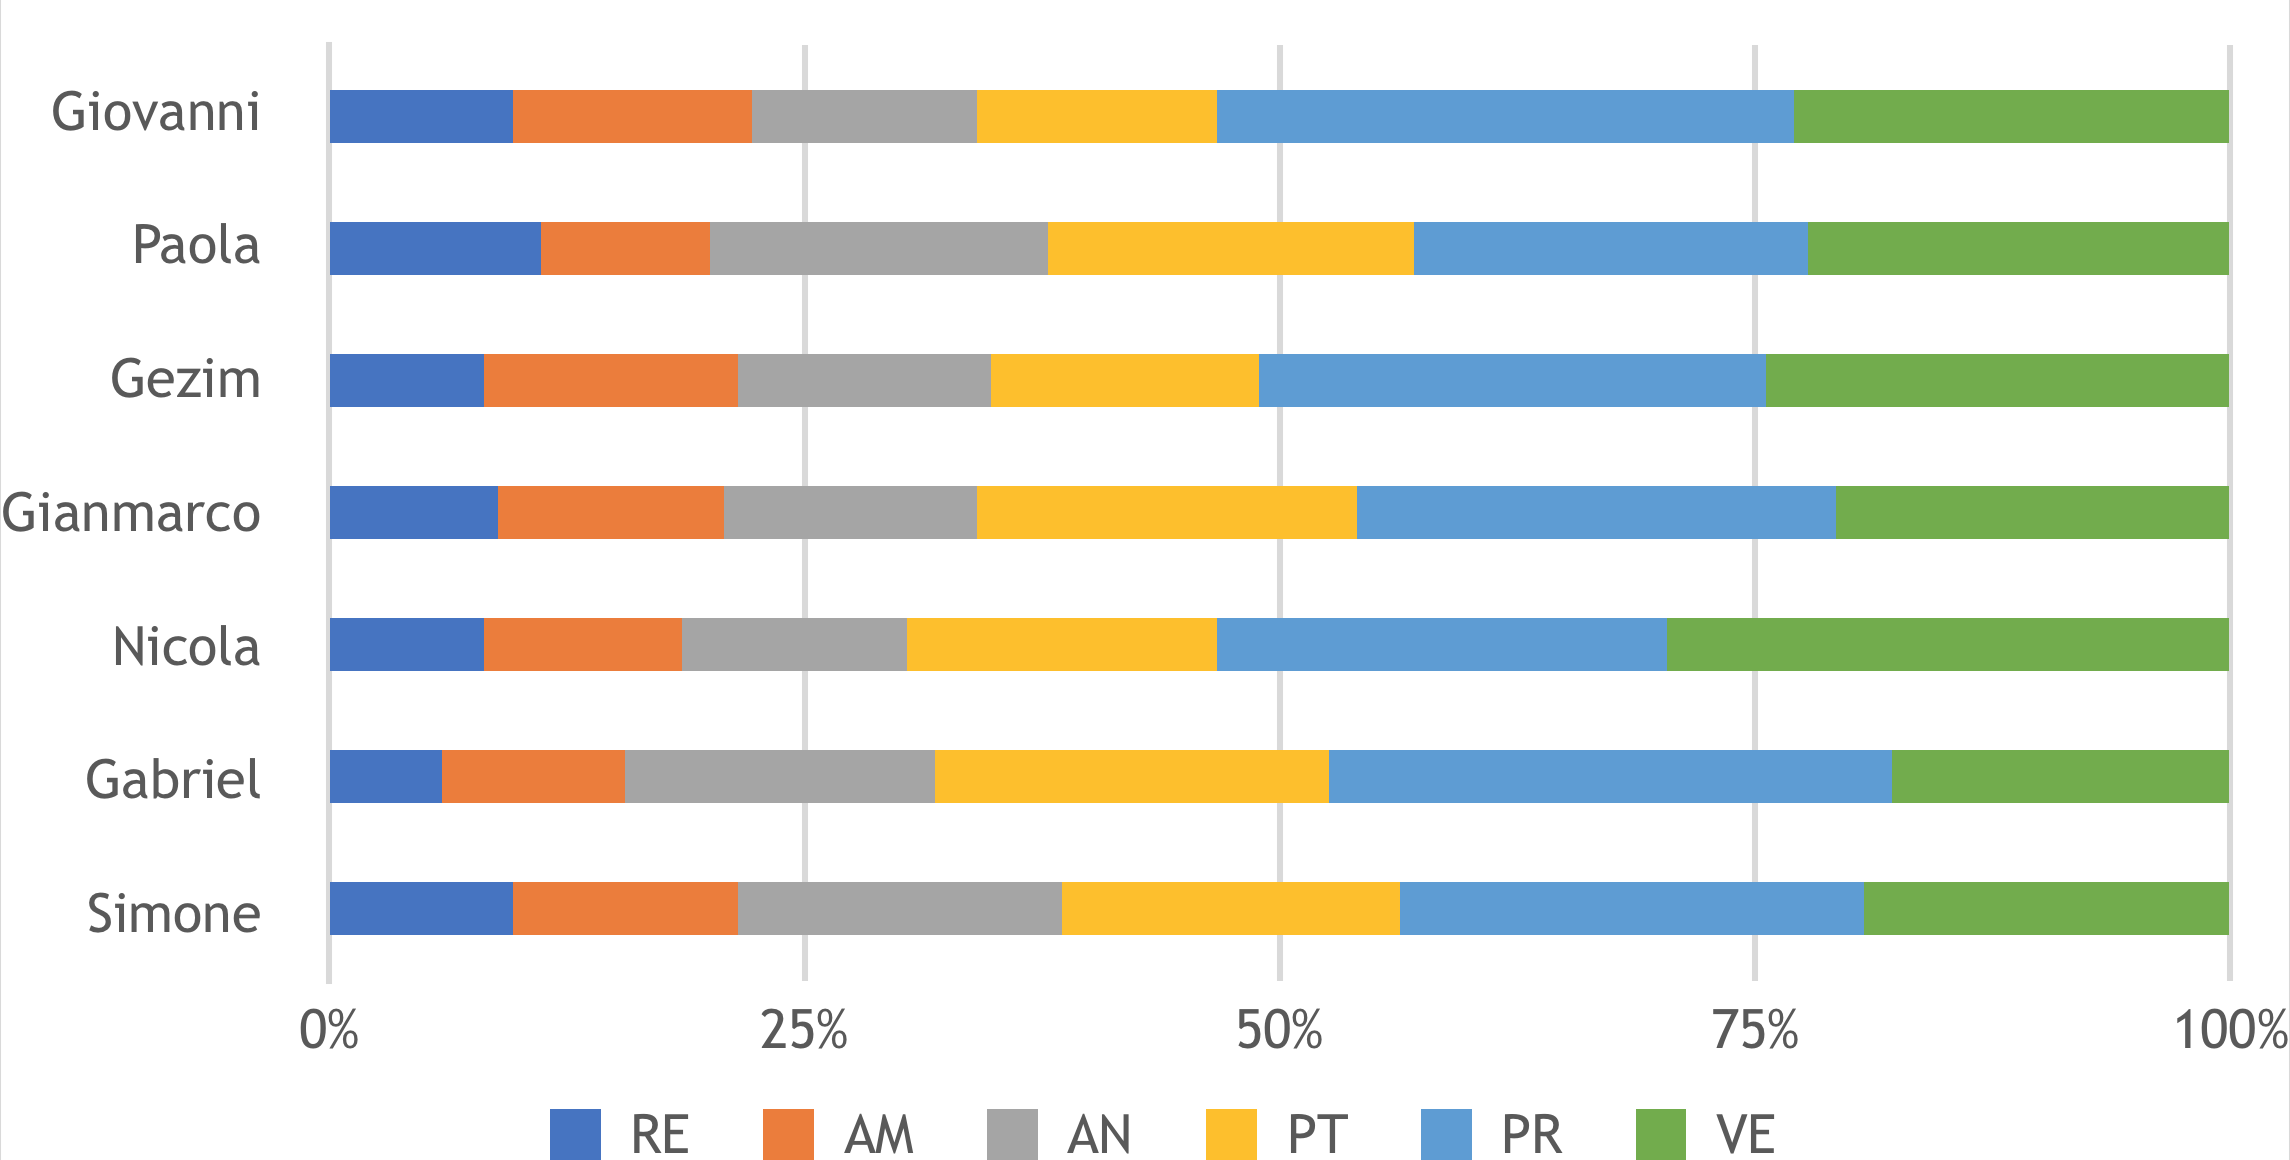 Giovanni
Paola
Gezim
Gianmarco
Nicola
Gabriel
Simone
0% 25% 50% 75% 100%
RE AM AN PT PR VE